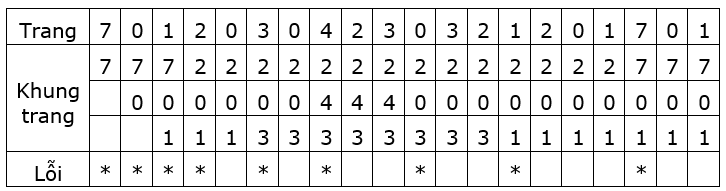 Trang 7 0 1 2 0 3 0 4 2 3 0 3 2 1 2 0 1 7 0 1
Khung trang
7 7 7 2 2 2 2 2 2 2 2 2 2 2 2 2 2 7 7 7
0 0 0 0 0 0 4 4 4 0 0 0 0 0 0 0 0 0 0
1 1 1 3 3 3 3 3 3 3 3 1 1 1 1 1 1 1
Lỗi * * * * * * * * *